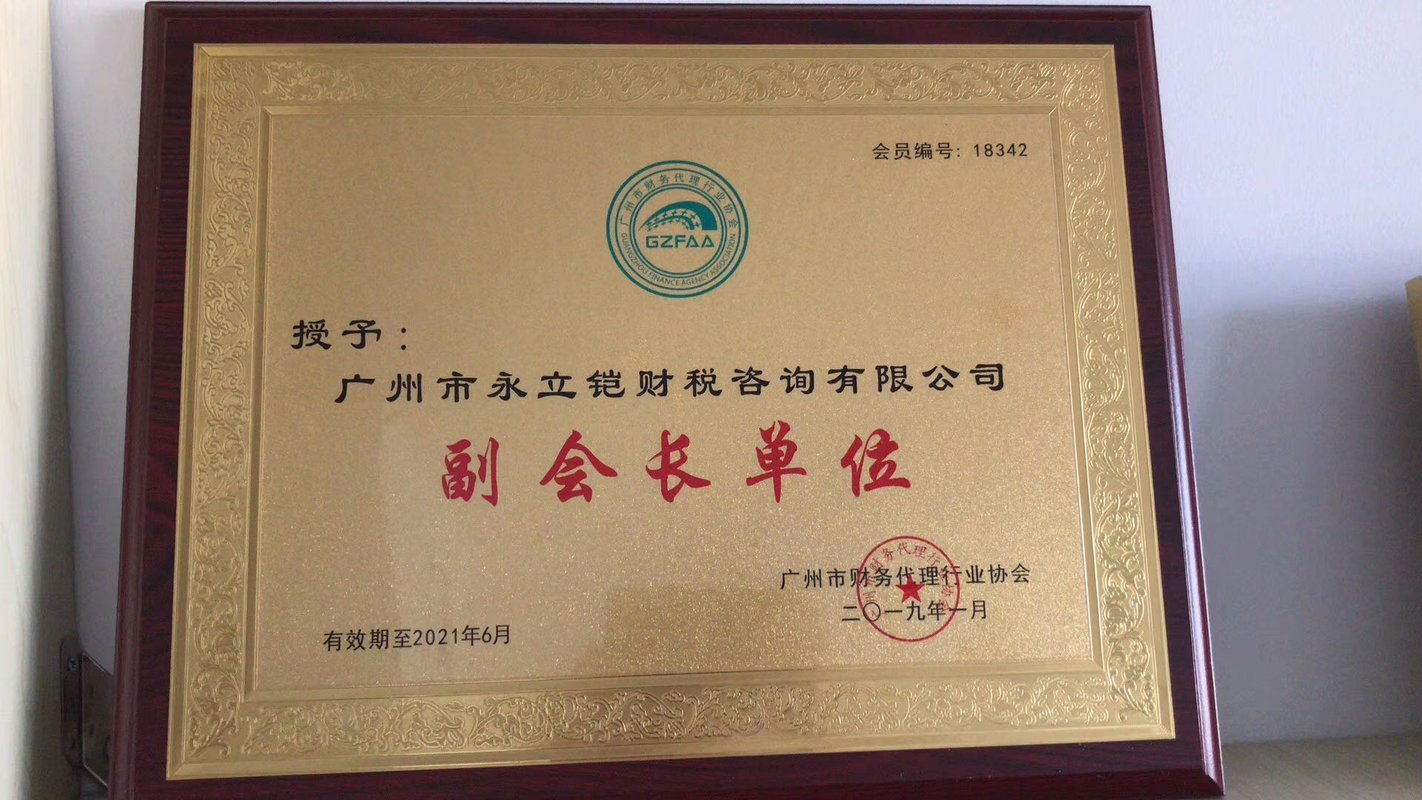 会员编号: 18342
广州市财务代理行业协会
GZFAA
GUANGZHOU FINANCE AGENCY ASSOCIATION
授予:
广州市永立铠财税咨询有限公司
副会长单位
广州市财务代理行业协会
二〇一九年一月
有效期至2021年6月